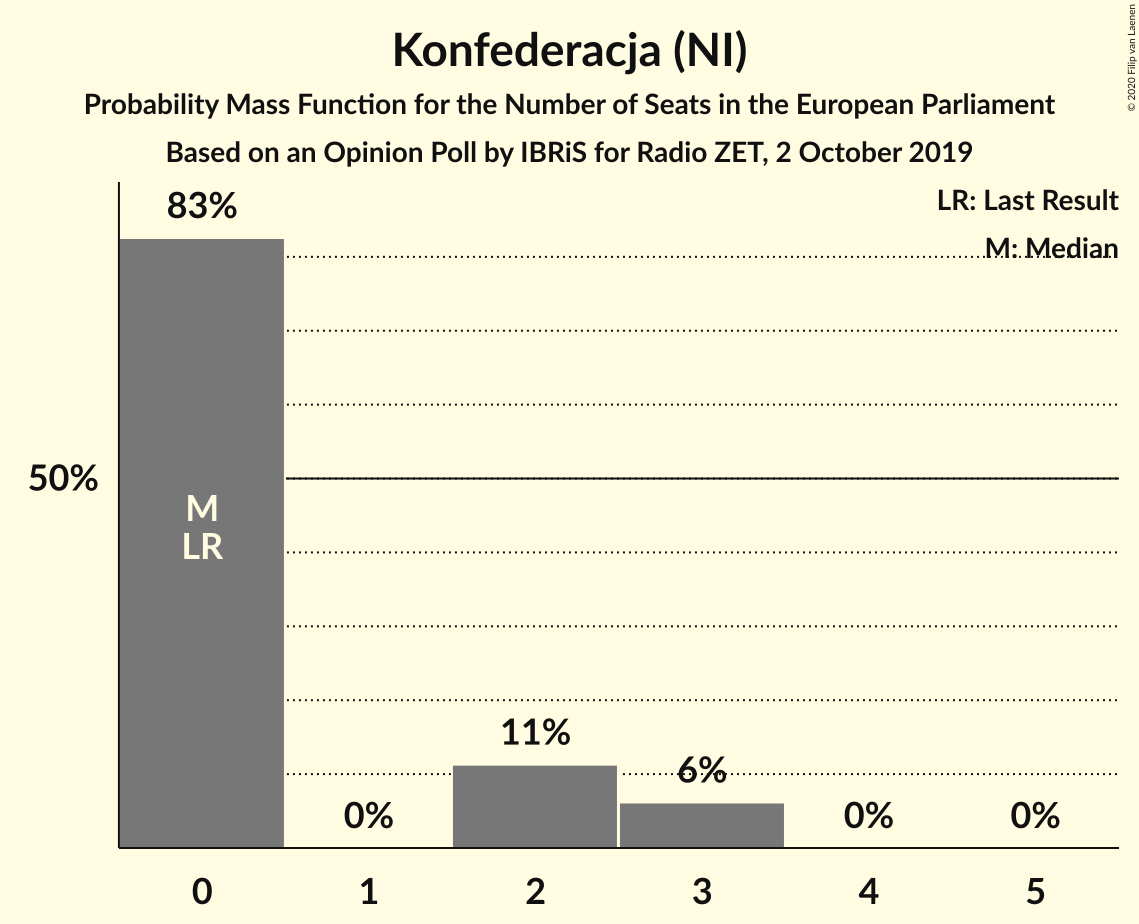 Konfederacja (NI)
Probability Mass Function for the Number of Seats in the European Parliament
Based on an Opinion Poll by IBRiS for Radio ZET, 2 October 2019
© 2020 Filip van Laenen
LR: Last Result
M: Median
83%
50%
M
LR
0%
11%
6%
0%
0%
0 1 2 3 4 5